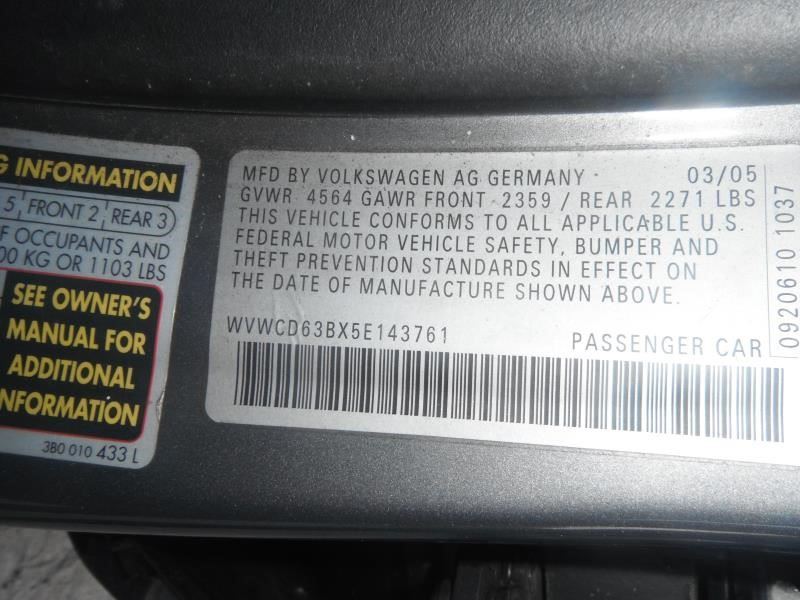 G INFORMATION
5 FRONT 2 REAR 3
F OCCUPANTS AND
00 KG OR 1103 LBS
SEE OWNER'S
MANUAL FOR
ADDITIONAL
INFORMATION
3B0 010 433 L
MFD BY VOLKSWAGEN AG GERMANY 03/05
GVWR 4564 GAWR FRONT 2359 / REAR 2271 LBS
THIS VEHICLE CONFORMS TO ALL APPLICABLE U.S.
FEDERAL MOTOR VEHICLE SAFETY, BUMPER AND
THEFT PREVENTION STANDARDS IN EFFECT ON
THE DATE OF MANUFACTURE SHOWN ABOVE.
WVWCD63BX5E143761 PASSENGER CAR
0920610 1037